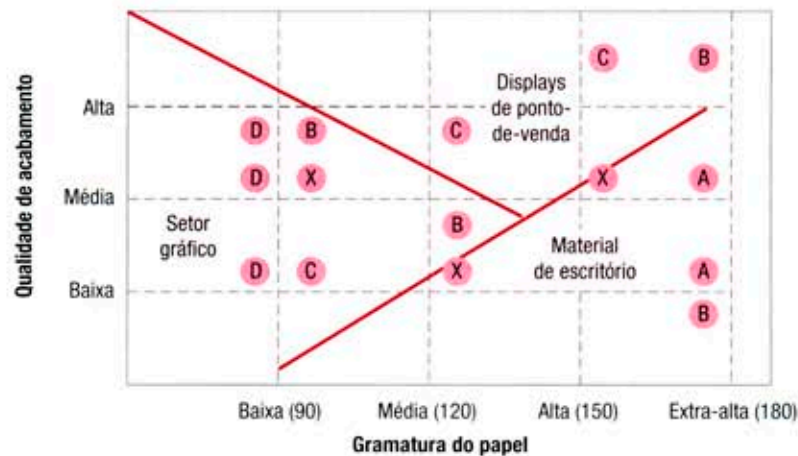 Qualidade de acabamento
Alta
Média
Baixa
C B
Displays
de ponto-
de-venda
D B C
D X X A
Setor
gráfico
B
Material
de escritório
D C X A
B
Baixa (90) Média (120) Alta (150) Extra-alta (180)
Gramatura do papel